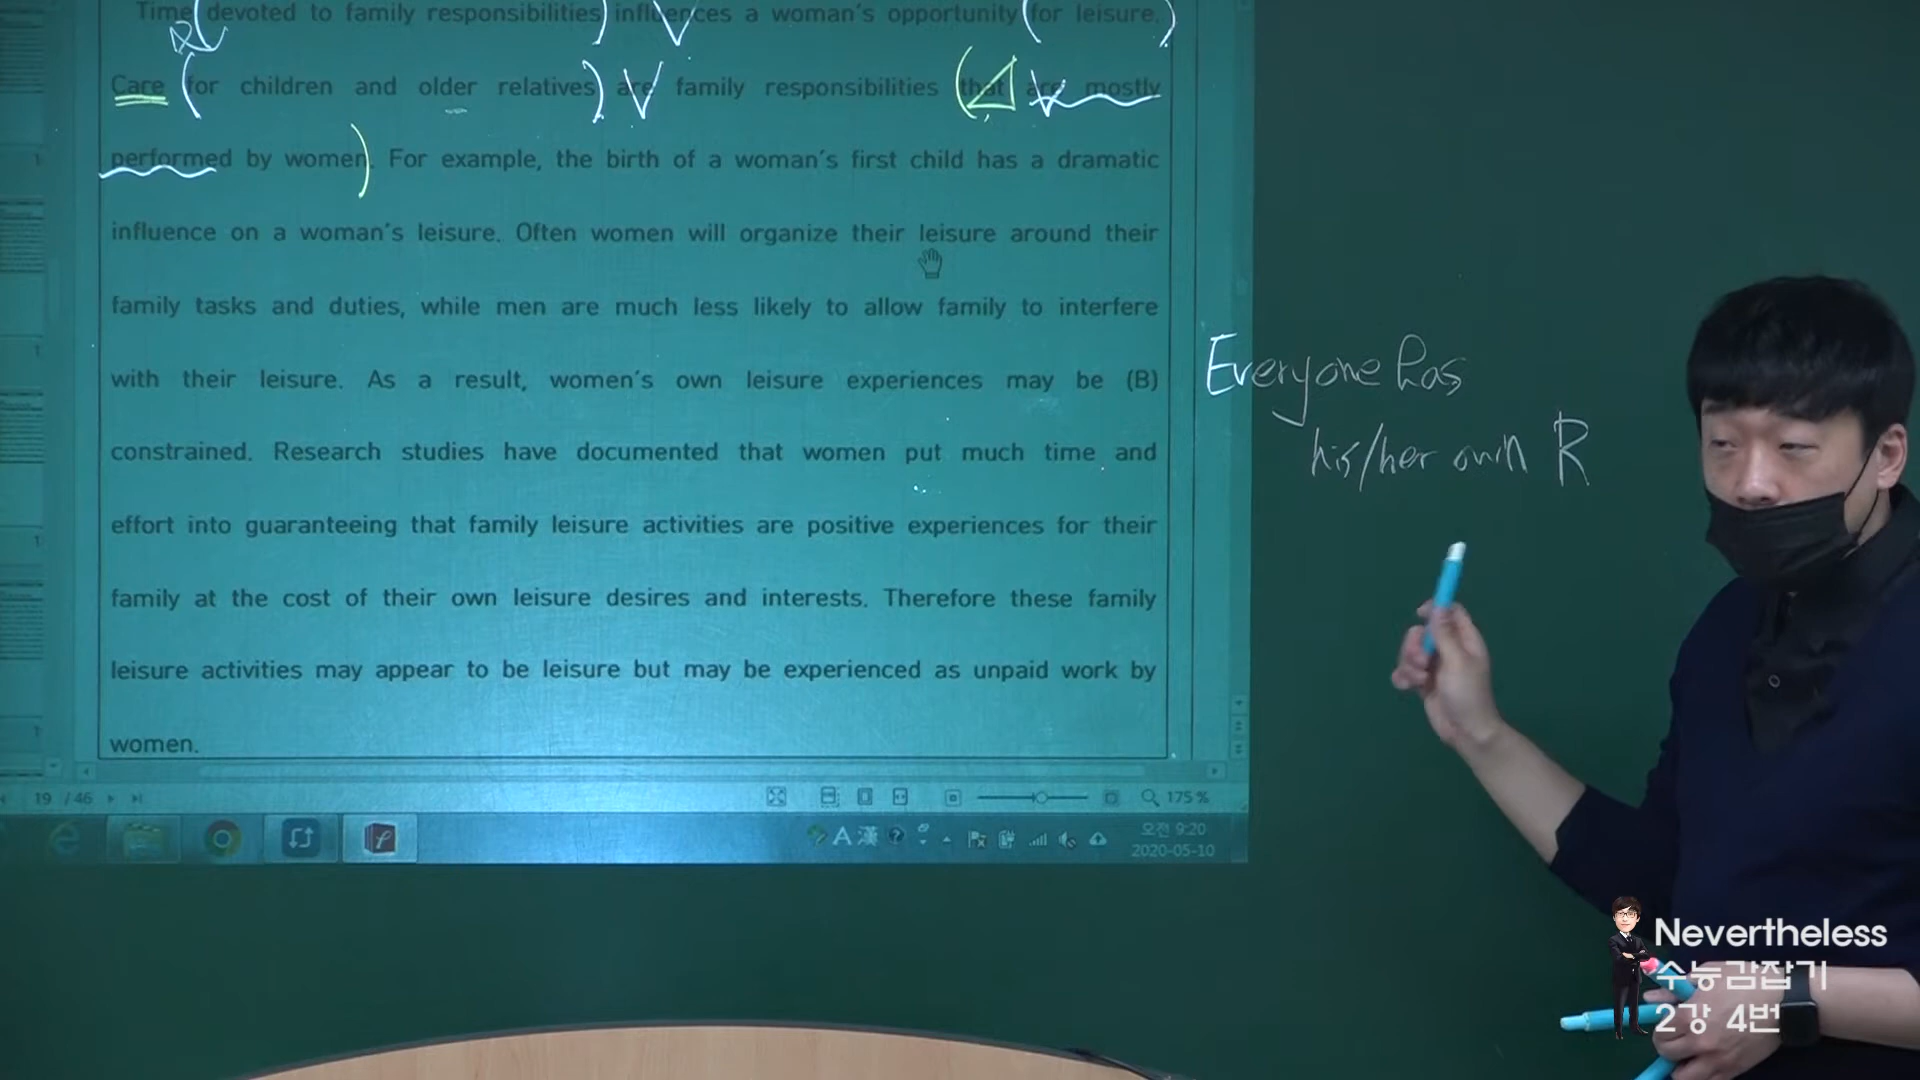 Time devoted to family responsibilities influences a woman's opportunity for leisure.
Care for children and older relatives are family responsibilities that are mostly
performed by women. For example, the birth of a woman's first child has a dramatic
influence on a woman's leisure. Often women will organize their leisure around their
family tasks and duties, while men are much less likely to allow family to interfere
with their leisure. As a result, women's own leisure experiences may be (B)
constrained. Research studies have documented that women put much time and
effort into guaranteeing that family leisure activities are positive experiences for their
family at the cost of their own leisure desires and interests. Therefore these family
leisure activities may appear to be leisure but may be experienced as unpaid work by
women.
19 / 46
175 %
A 漢
오전 9:20
2020-05-10
Everyone has
his/her own R
Nevertheless
수능감잡기
2강 4번